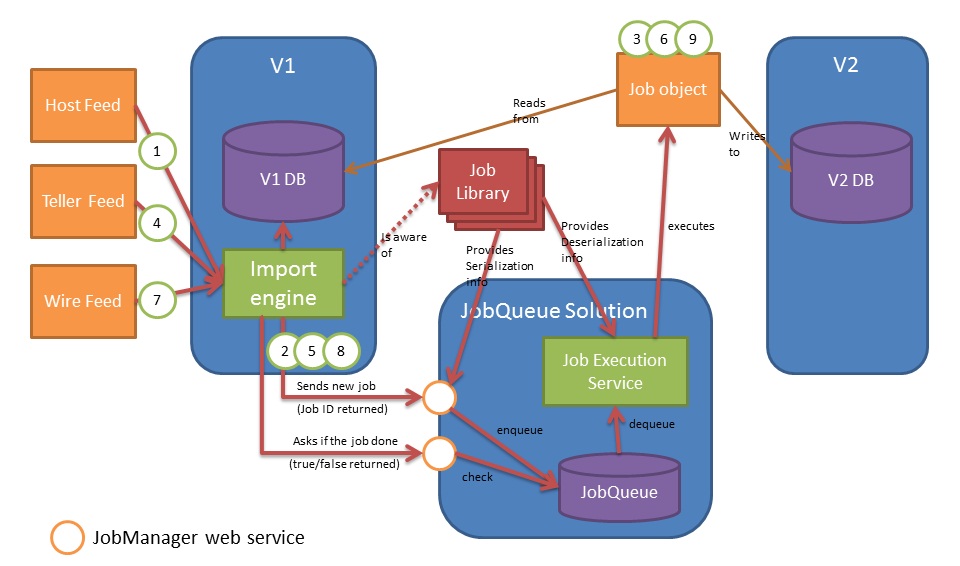 3 6 9
V1
V2
Host Feed
Job object
Reads
from
Writes
to
1
Job
Library
V1 DB
V2 DB
Teller Feed
4
Is aware
of
Provides
Deserialization
info
executes
Provides
Serialization
info
Import
engine
Wire Feed
7
JobQueue Solution
2 5 8
Job Execution
Service
Sends new job
(Job ID returned)
enqueue
dequeue
Asks if the job done
(true/false returned)
check
JobQueue
JobManager web service